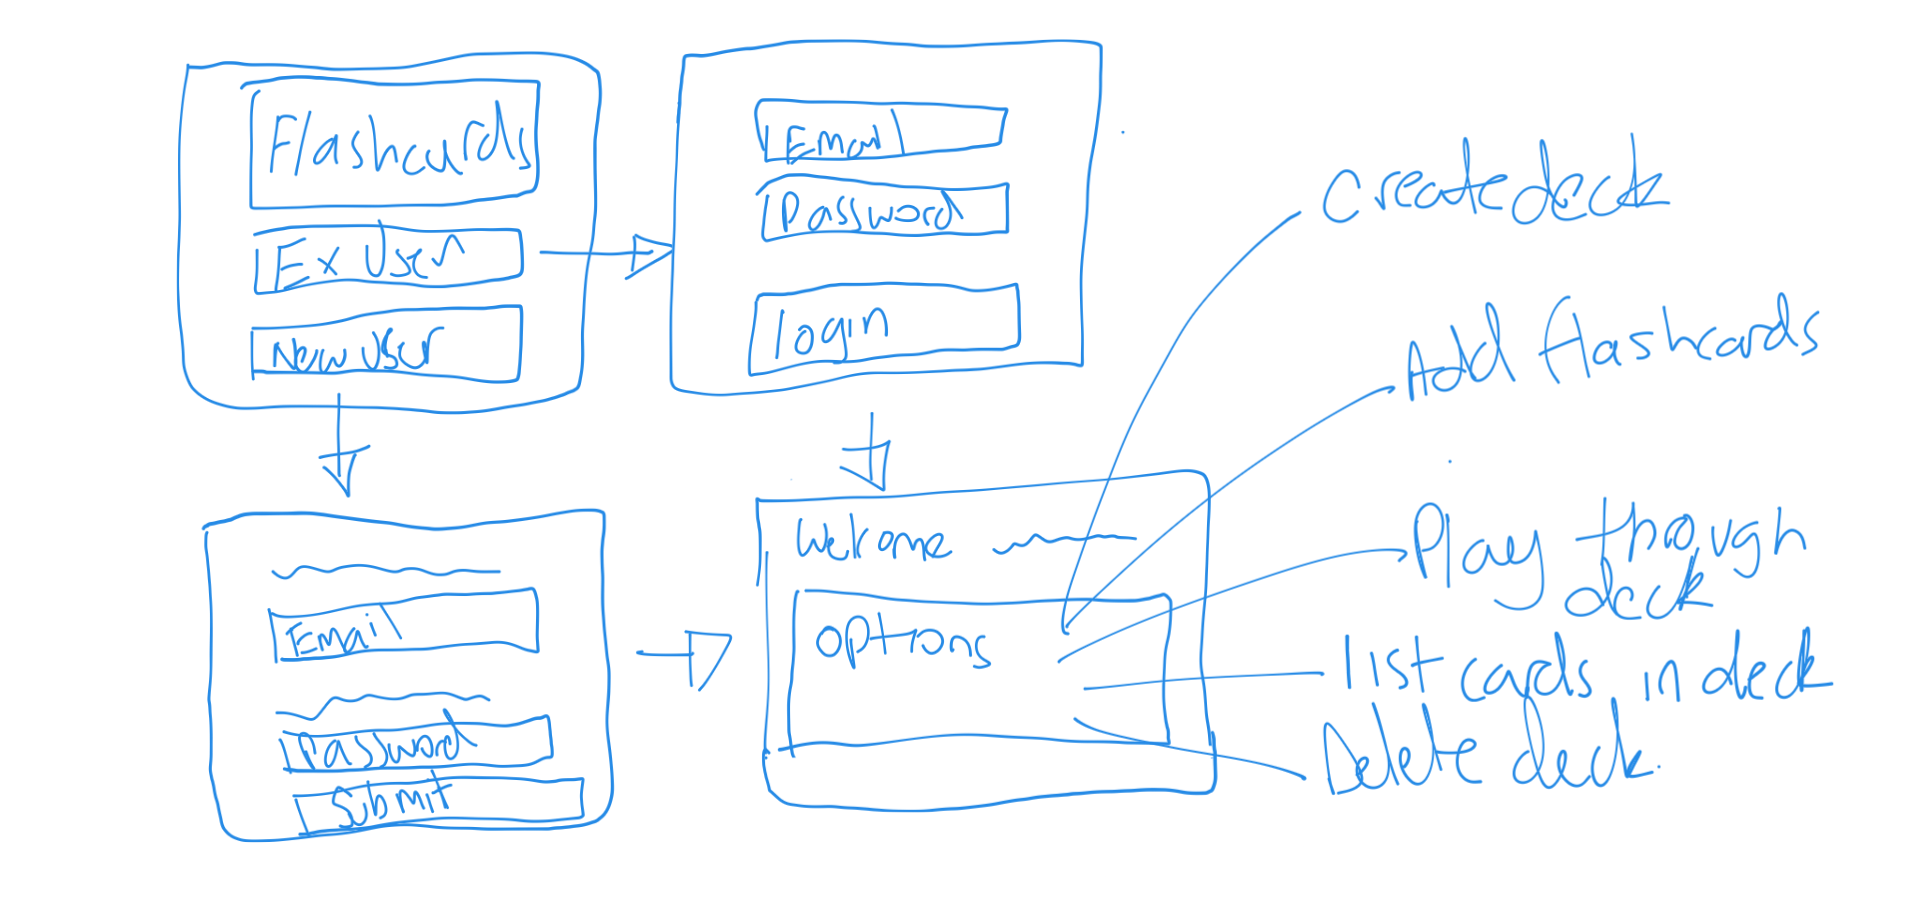 Flashcards
Ex User
New User
Email
Password
login
Email
Password
Submit
Welcome
Options
Create deck
Add flashcards
Play though
deck
List cards in deck
Delete deck.